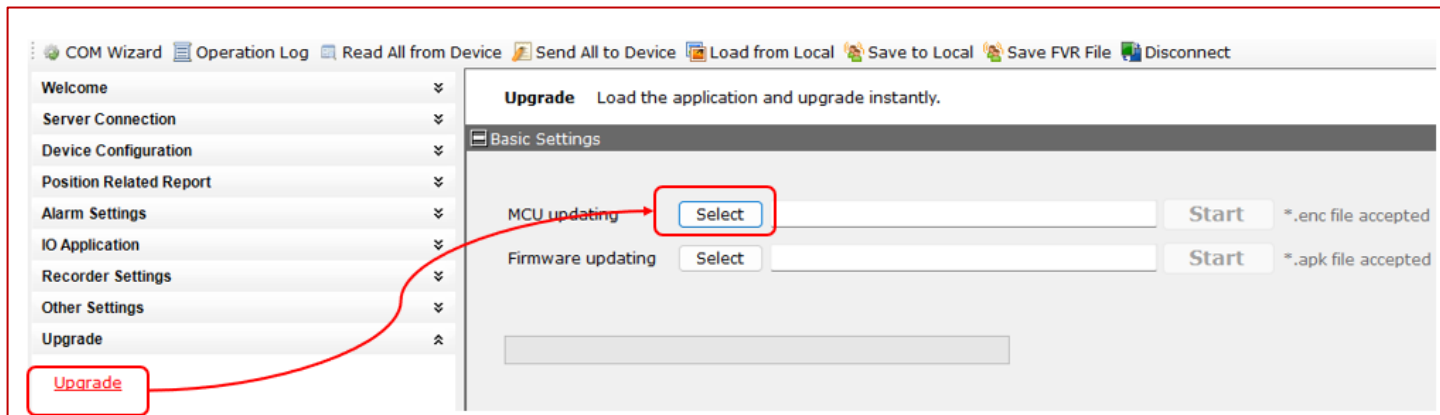 COM Wizard Operation Log Read All from Device Send All to Device Load from Local Save to Local Save FVR File Disconnect
Welcome
Server Connection
Device Configuration
Position Related Report
Alarm Settings
IO Application
Recorder Settings
Other Settings
Upgrade
Upgrade
Upgrade Load the application and upgrade instantly.
Basic Settings
MCU updating Select Start *.enc file accepted
Firmware updating Select Start *.apk file accepted